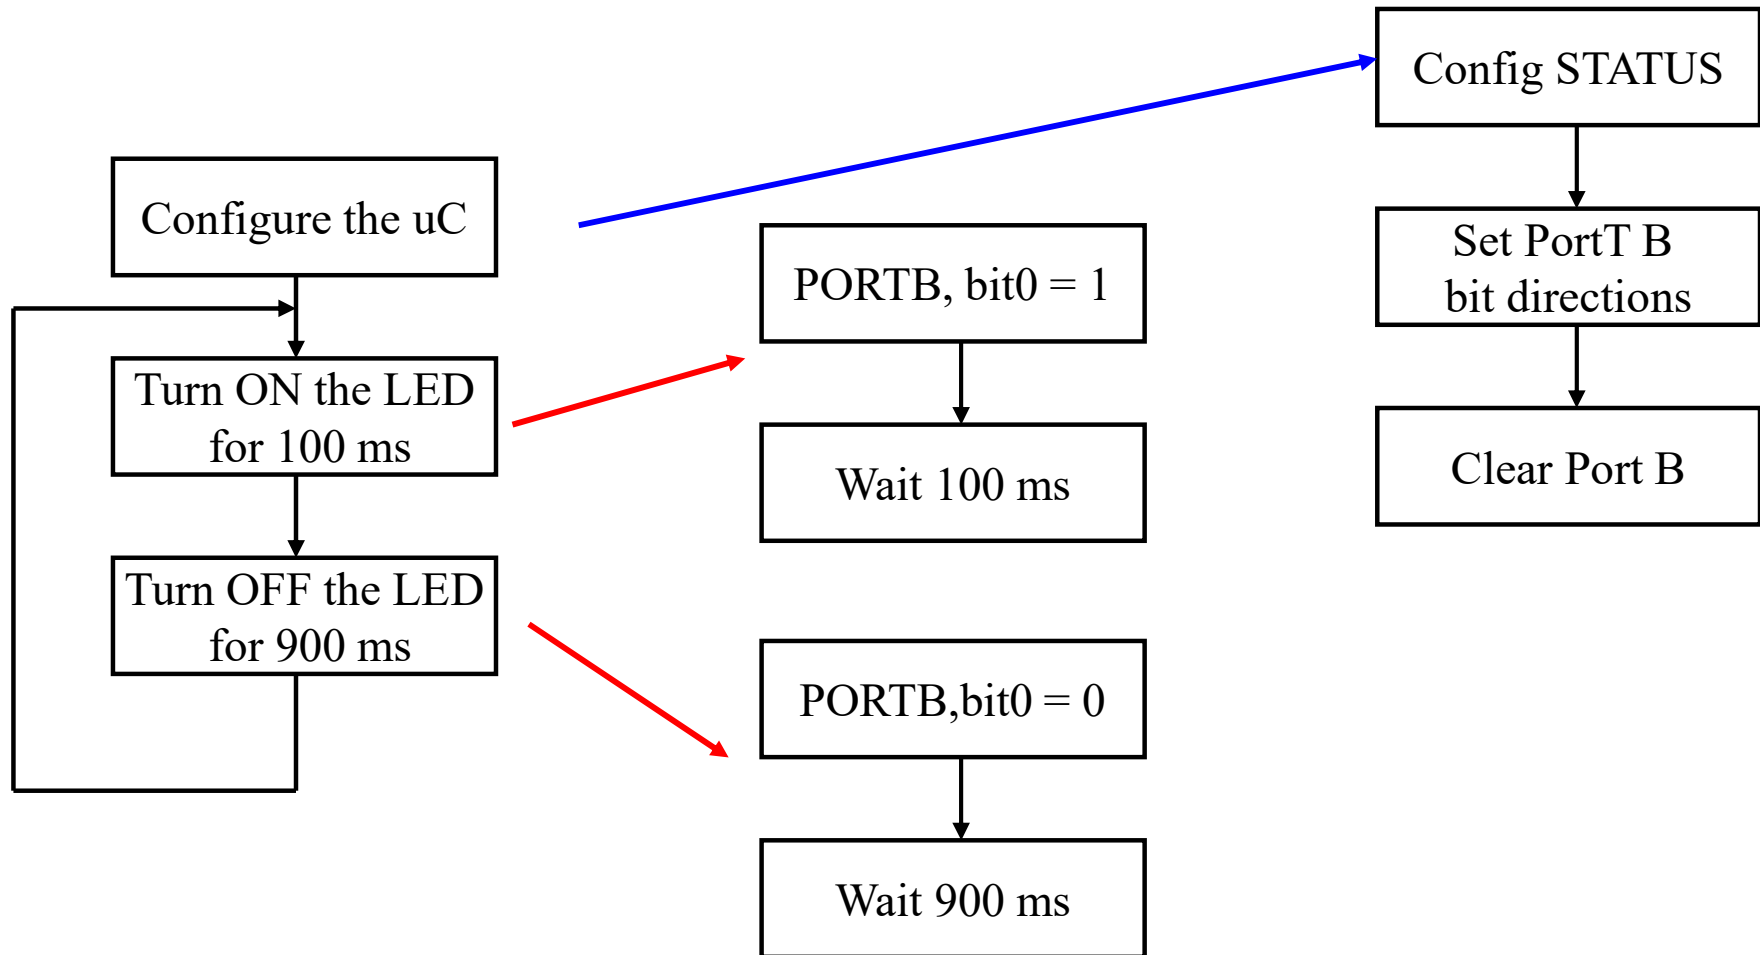 Configure the uC
Turn ON the LED
for 100 ms
Turn OFF the LED
for 900 ms
PORTB, bit0 = 1
Wait 100 ms
PORTB,bit0 = 0
Wait 900 ms
Config STATUS
Set PortT B
bit directions
Clear Port B